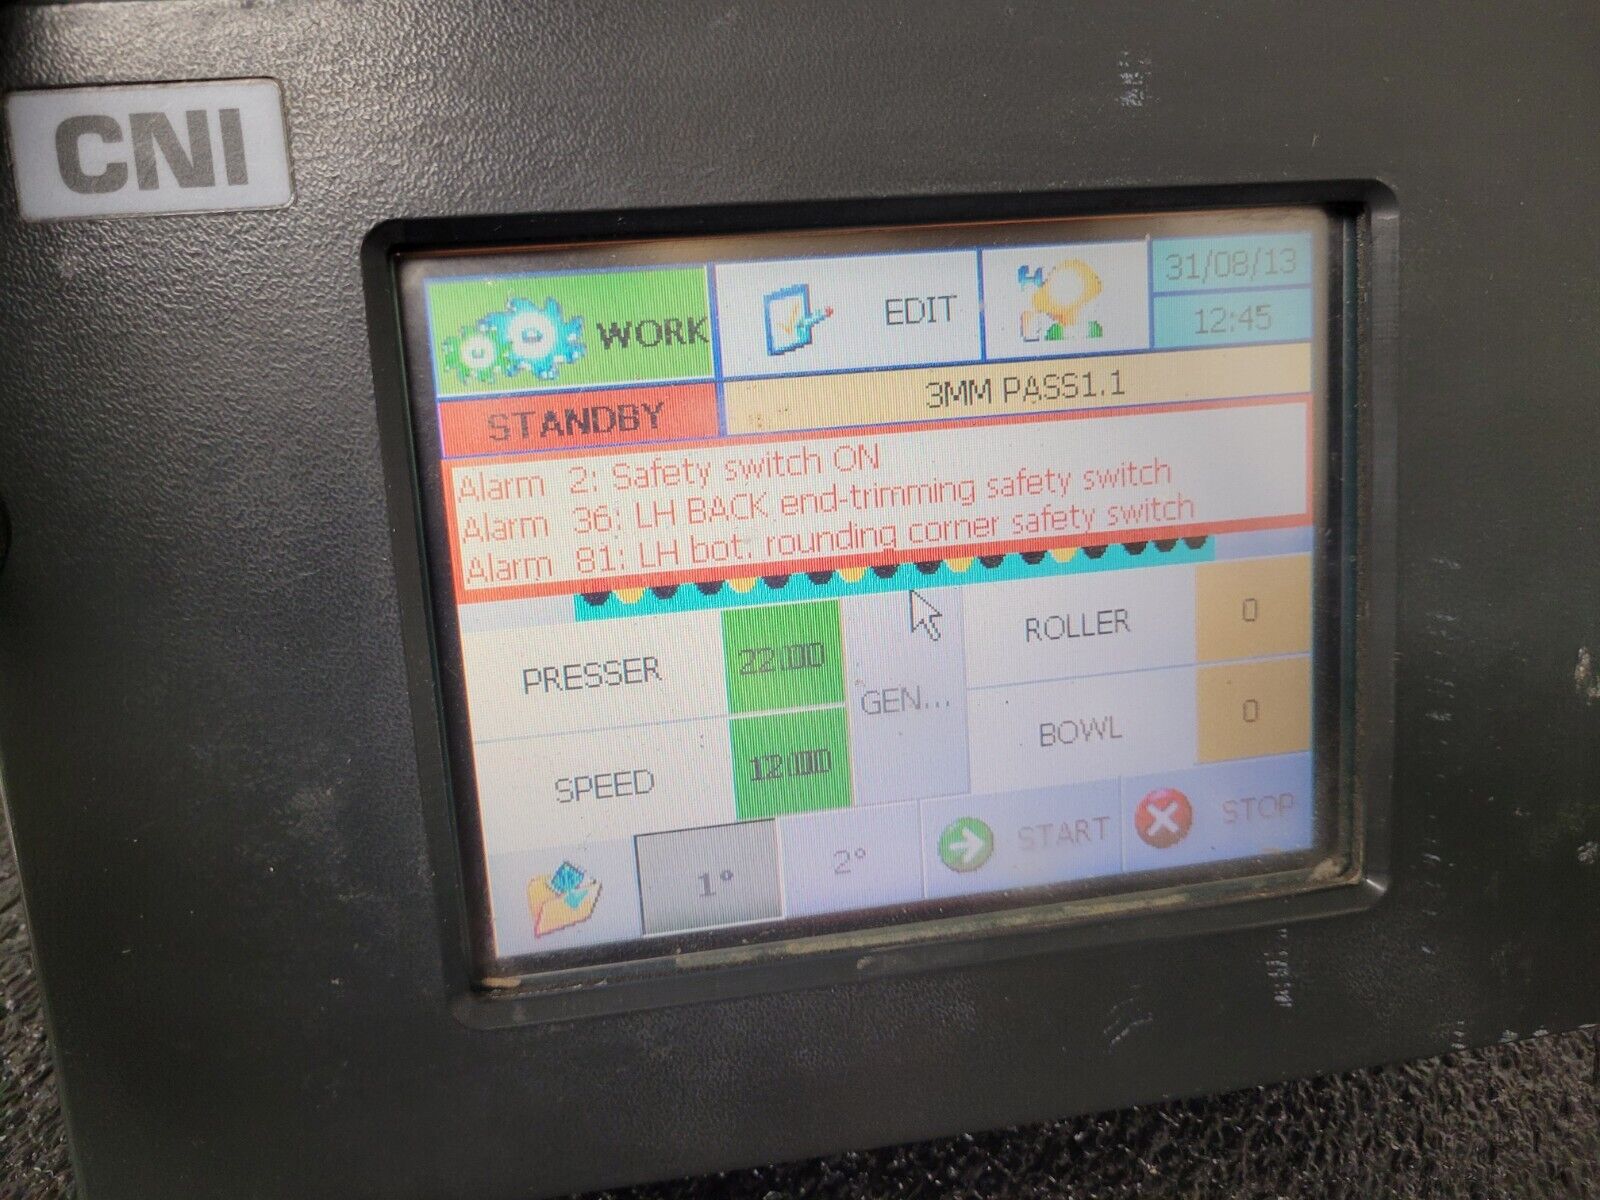 CNI
WORK
EDIT
31/08/13
12:45
STANDBY
3MM PASS1.1
Alarm 2: Safety switch ON
Alarm 36: LH BACK end-trimming safety switch
Alarm 81: LH bot. rounding corner safety switch
PRESSER
22.00
GEN...
ROLLER
0
SPEED
12.00
BOWL
0
1°
2°
START
STOP